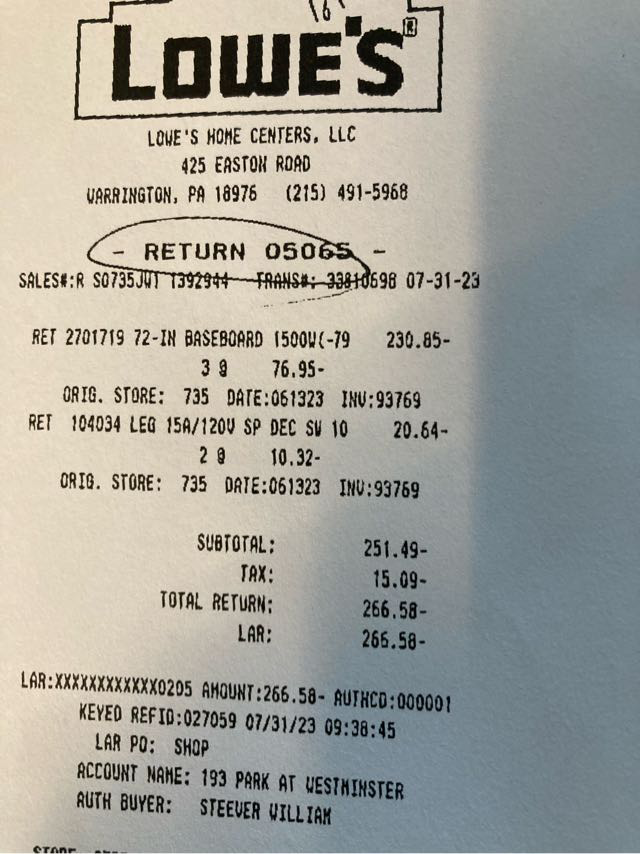 LOWE'S®
LOWE'S HOME CENTERS, LLC
425 EASTON ROAD
WARRINGTON, PA 18976 (215) 491-5968
- RETURN 05065 -
SALES#:R S0735JW1 1392944 TRANS#: 33810698 07-31-23
RET 2701719 72-IN BASEBOARD 1500W(-79 230.85-
3 @ 76.95-
ORIG. STORE: 735 DATE:061323 INV:93769
RET 104034 LEG 15A/120V SP DEC SW 10 20.64-
2 @ 10.32-
ORIG. STORE: 735 DATE:061323 INV:93769
SUBTOTAL: 251.49-
TAX: 15.09-
TOTAL RETURN: 266.58-
LAR: 266.58-
LAR:XXXXXXXXXXXX0205 AMOUNT:266.58- AUTHCD:000001
KEYED REFID:027059 07/31/23 09:38:45
LAR PO: SHOP
ACCOUNT NAME: 193 PARK AT WESTMINSTER
AUTH BUYER: STEEVER WILLIAM